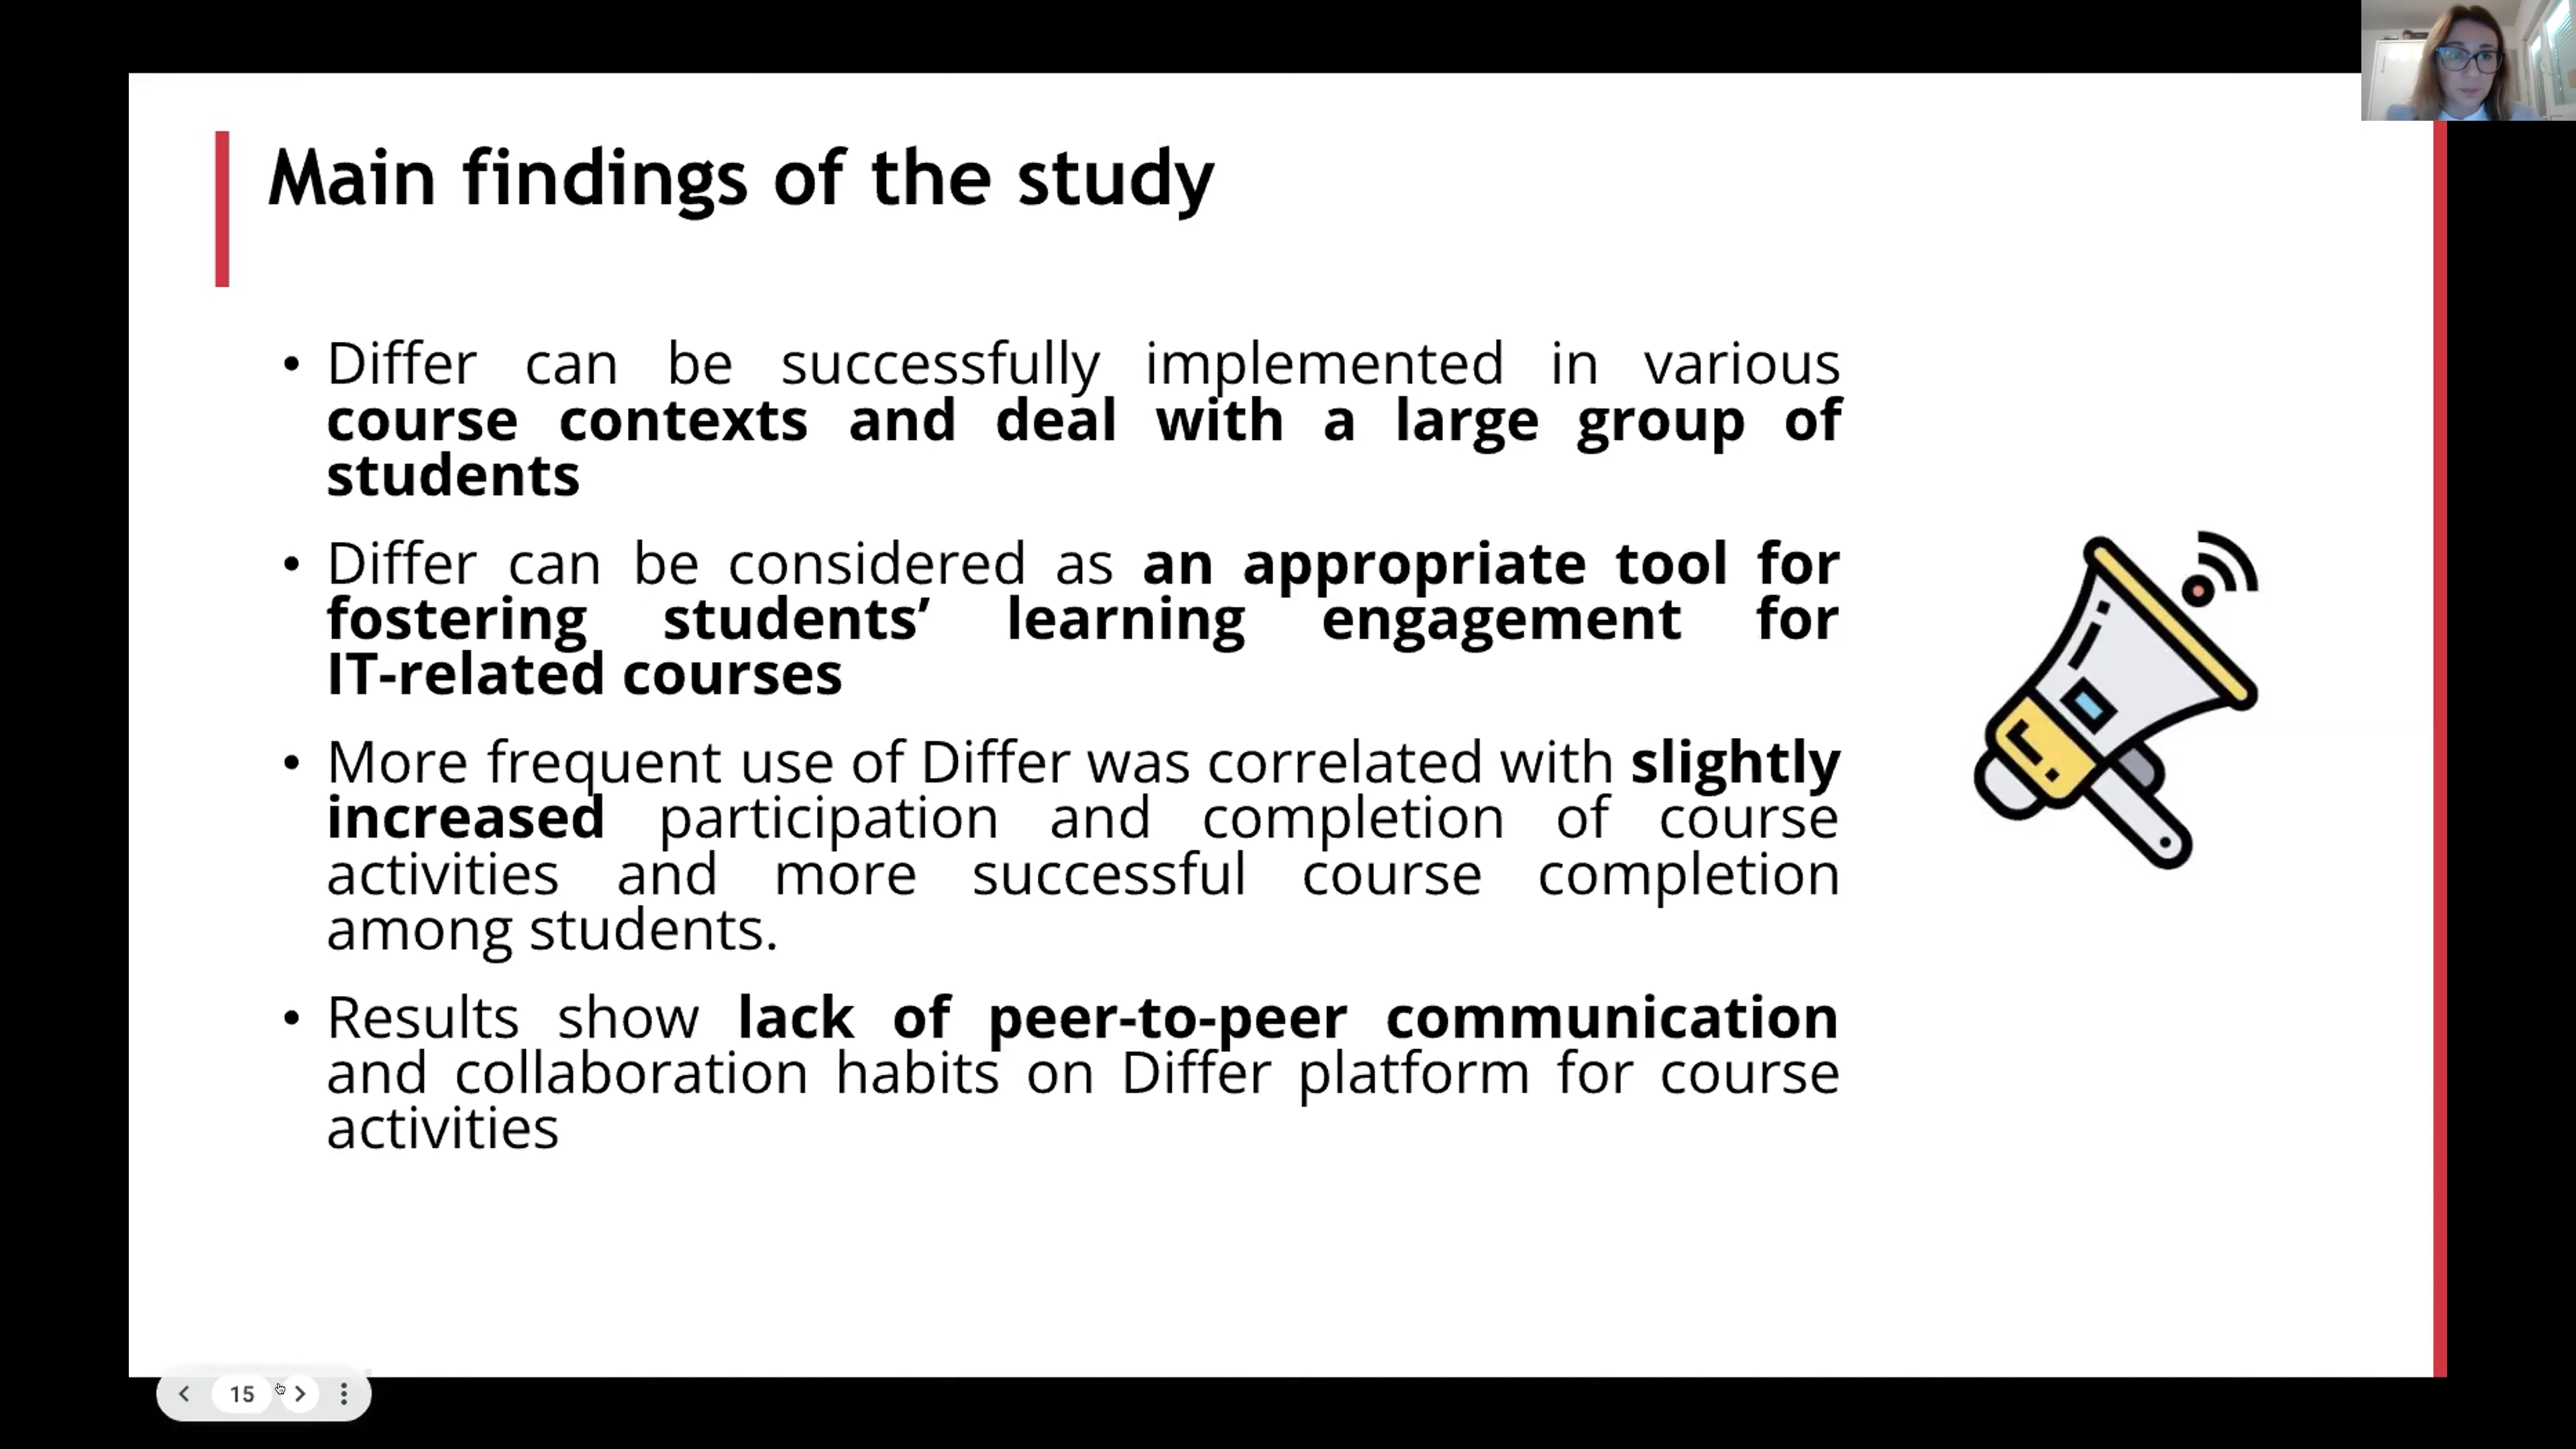 Main findings of the study
• Differ can be successfully implemented in various
course contexts and deal with a large group of
students
• Differ can be considered as an appropriate tool for
fostering students’ learning engagement for
IT-related courses
• More frequent use of Differ was correlated with slightly
increased participation and completion of course
activities and more successful course completion
among students.
• Results show lack of peer-to-peer communication
and collaboration habits on Differ platform for course
activities
15